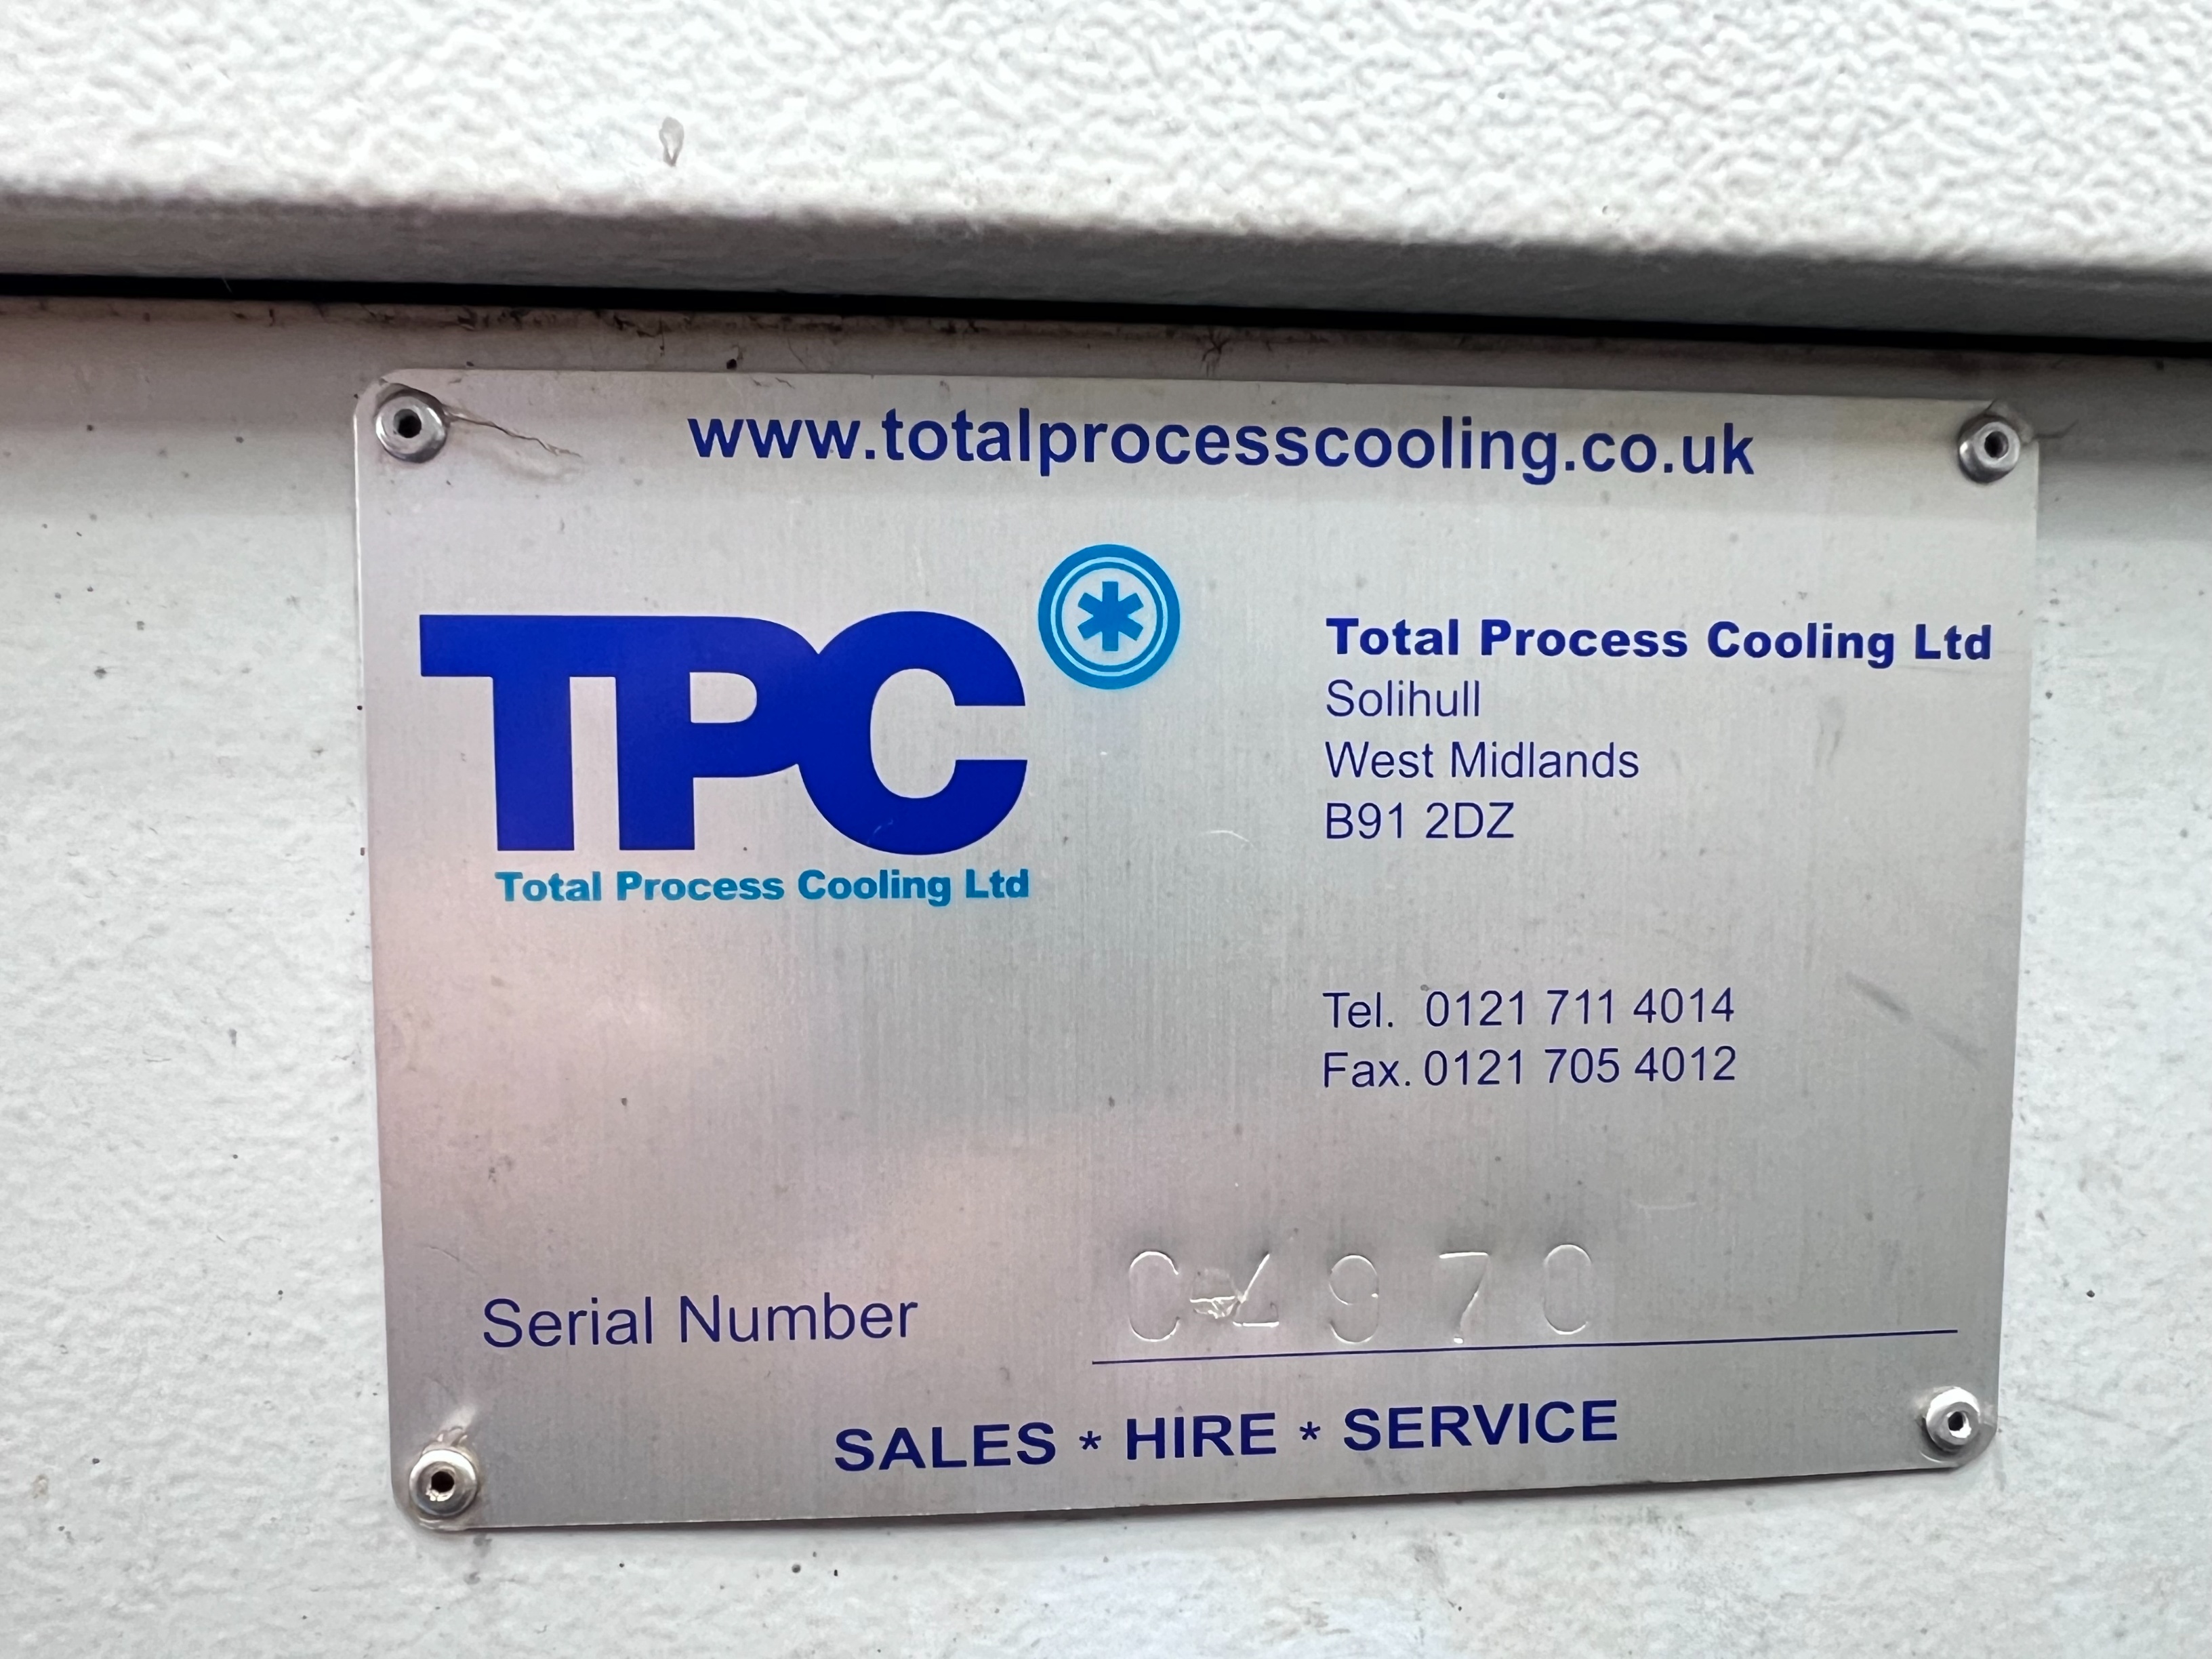 www.totalprocesscooling.co.uk
TPC
Total Process Cooling Ltd
Total Process Cooling Ltd
Solihull
West Midlands
B91 2DZ
Tel. 0121 711 4014
Fax. 0121 705 4012
Serial Number
SALES * HIRE * SERVICE